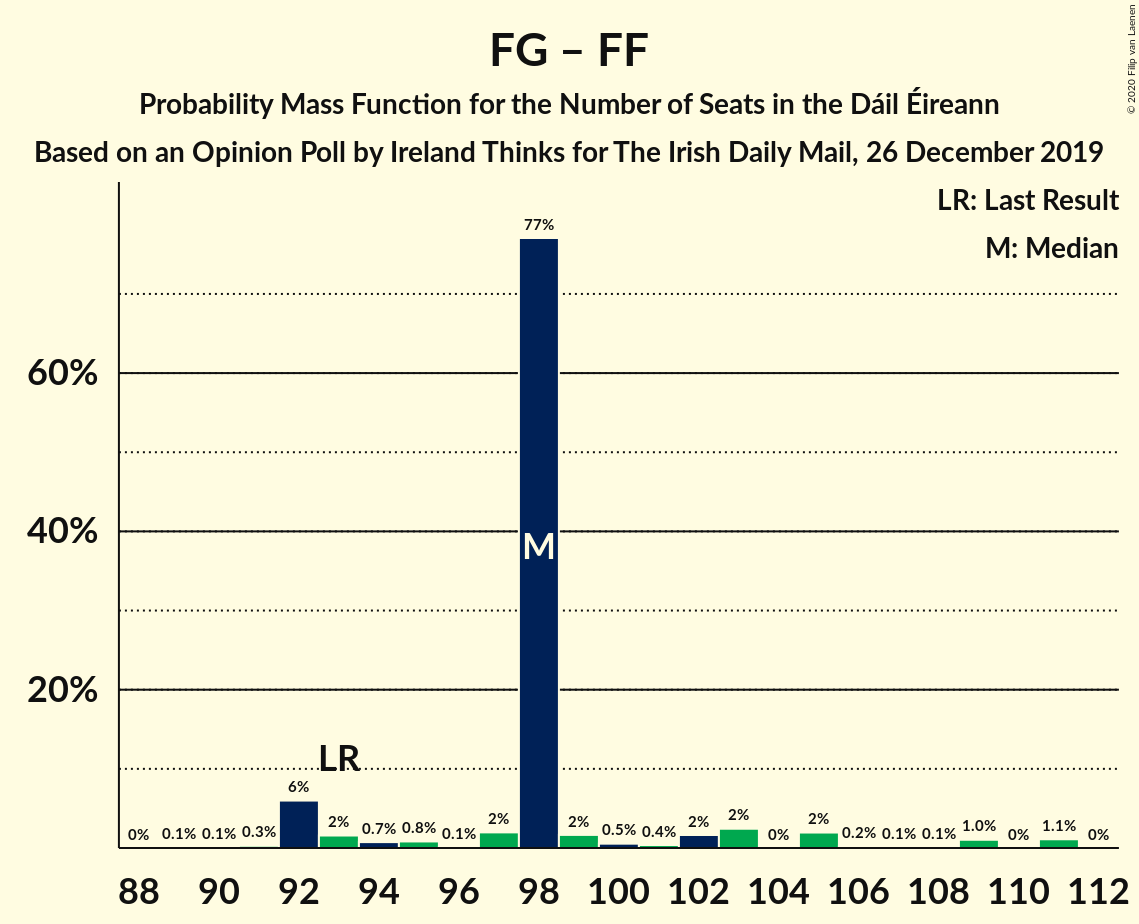 FG – FF
Probability Mass Function for the Number of Seats in the Dáil Éireann
Based on an Opinion Poll by Ireland Thinks for The Irish Daily Mail, 26 December 2019
© 2020 Filip van Laenen
LR: Last Result
M: Median
77%
60%
40%
M
20%
LR
0% 0.1% 0.1% 0.3% 6% 2% 0.7% 0.8% 0.1% 2% 2% 0.5% 0.4% 2% 2% 0% 2% 0.2% 0.1% 0.1% 1.0% 0% 1.1% 0%
88 90 92 94 96 98 100 102 104 106 108 110 112